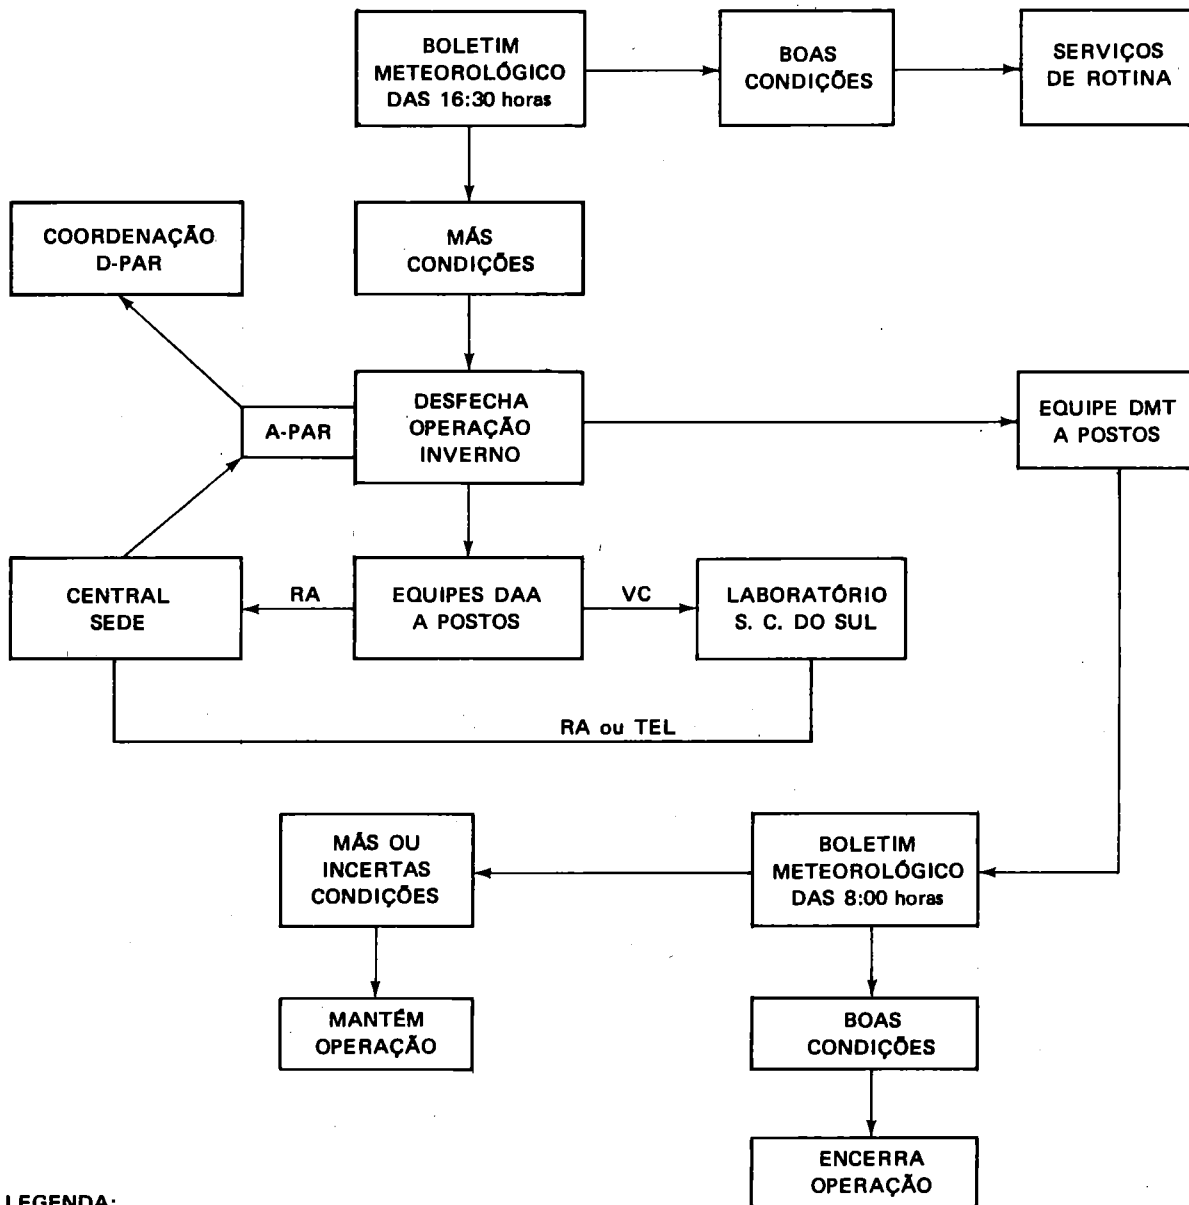 BOLETIM
METEOROLÓGICO
DAS 16:30 horas
BOAS
CONDIÇÕES
SERVIÇOS
DE ROTINA
COORDENAÇÃO
D-PAR
MÁS
CONDIÇÕES
A-PAR
DESFECHA
OPERAÇÃO
INVERNO
EQUIPE DMT
A POSTOS
CENTRAL
SEDE
RA
EQUIPES DAA
A POSTOS
VC
LABORATÓRIO
S. C. DO SUL
RA ou TEL
MÁS OU
INCERTAS
CONDIÇÕES
BOLETIM
METEOROLÓGICO
DAS 8:00 horas
MANTÉM
OPERAÇÃO
BOAS
CONDIÇÕES
ENCERRA
OPERAÇÃO
LEGENDA: